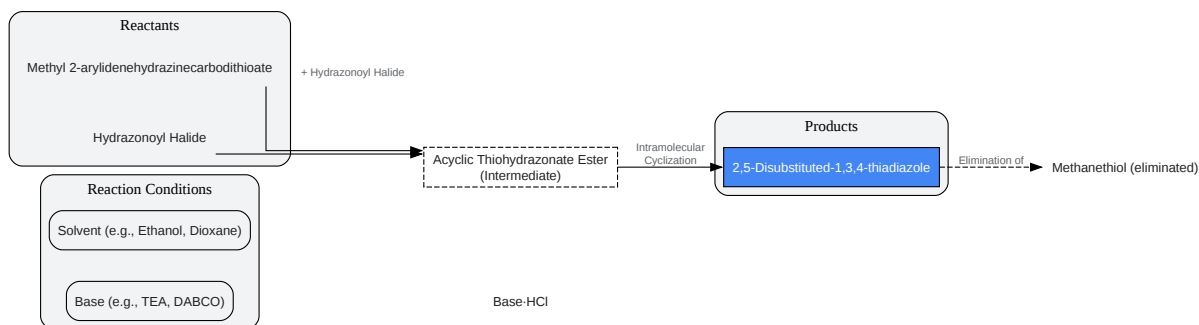 Reactants
Methyl 2-arylidenehydrazinecarbodithioate
+ Hydrazonoyl Halide
Hydrazonoyl Halide
Acyclic Thiohydrazonate Ester
(Intermediate)
Intramolecular
Cyclization
Products
2,5-Disubstituted-1,3,4-thiadiazole
Elimination of
Methanethiol (eliminated)
Reaction Conditions
Solvent (e.g., Ethanol, Dioxane)
Base (e.g., TEA, DABCO)
Base·HCl